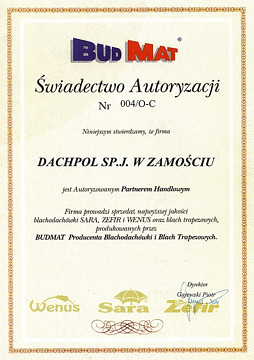 BUD MAT®
Świadectwo Autoryzacji
Nr 004/O-C
Niniejszym stwierdzamy, że firma
DACHPOL SP.J. W ZAMOŚCIU
jest Autoryzowanym Partnerem Handlowym
Firma prowadzi sprzedaż najwyższej jakości
blachodachówki SARA, ZEFIR i WENUS oraz blach trapezowych,
produkowanych przez
BUDMAT Producenta Blachodachówki i Blach Trapezowych.
Dyrektor
Gajewski Piotr
Wenus Sara Zefir